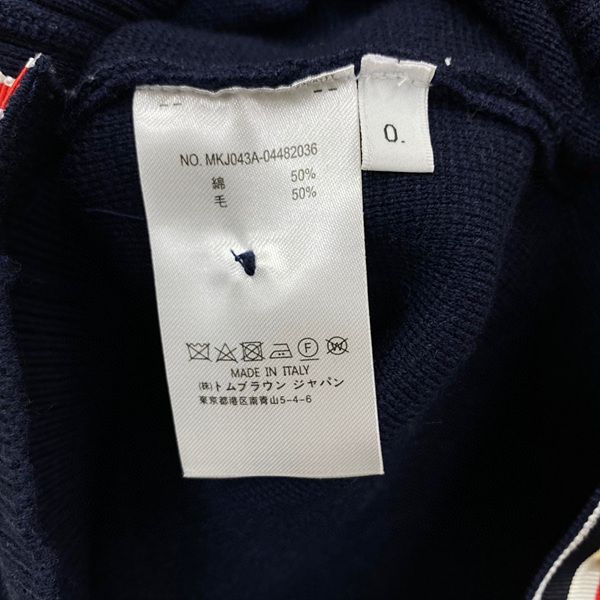 NO. MKJ043A-04482036
綿 50%
毛 50%
F W
MADE IN ITALY
(株)トムブラウン ジャパン
東京都港区南青山5-4-6
0.